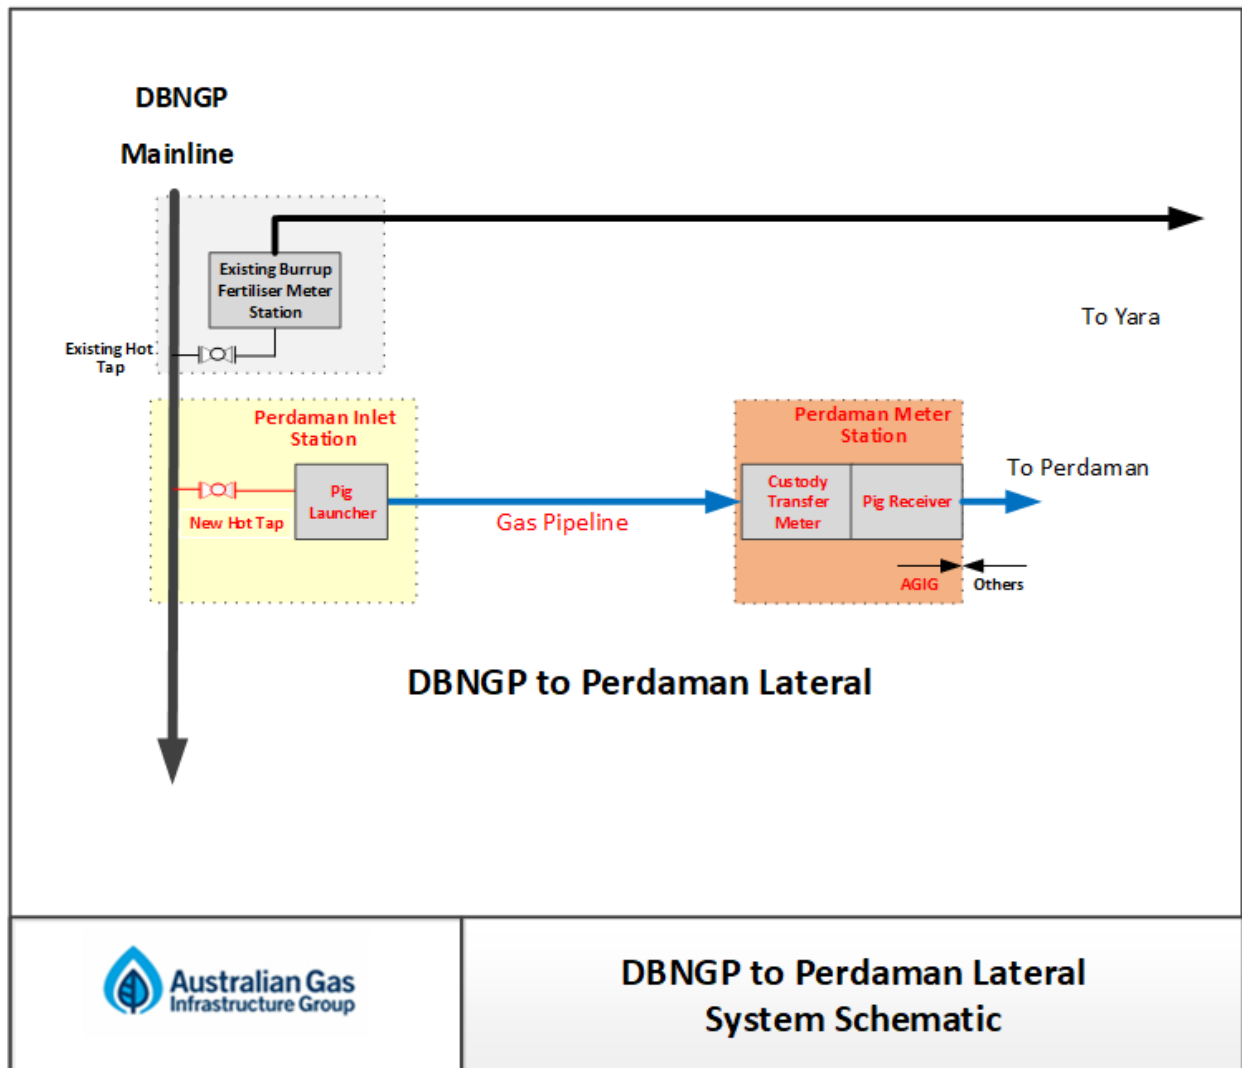 DBNGP
Mainline
Existing Burrup
Fertiliser Meter
Station
To Yara
Existing Hot
Tap
Perdaman Inlet
Station
Pig
Launcher
New Hot Tap
Gas Pipeline
Perdaman Meter
Station
Custody
Transfer
Meter
Pig Receiver
To Perdaman
AGIG
Others
DBNGP to Perdaman Lateral
Australian Gas
Infrastructure Group
DBNGP to Perdaman Lateral
System Schematic